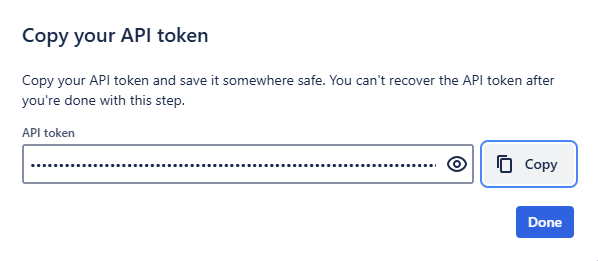 Copy your API token
Copy your API token and save it somewhere safe. You can't recover the API token after
you're done with this step.
API token
Copy
Done